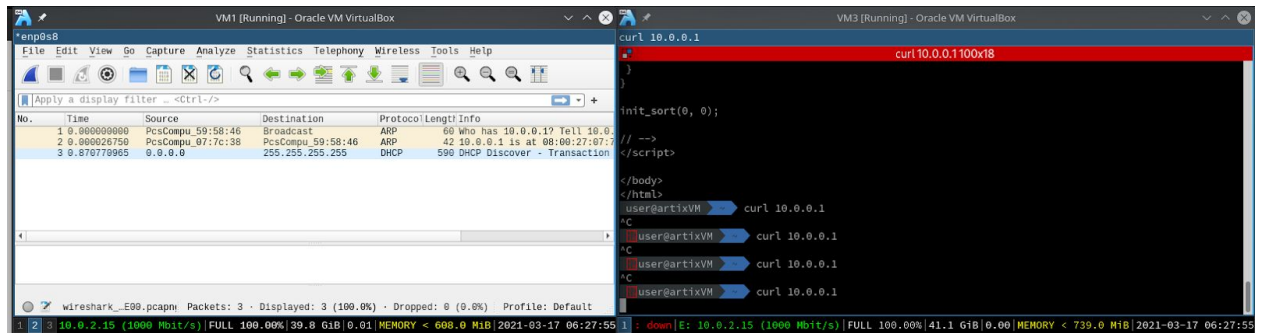 VM1 [Running] - Oracle VM VirtualBox
*enp0s8
File Edit View Go Capture Analyze Statistics Telephony Wireless Tools Help
Apply a display filter … <Ctrl-/>
No. Time Source Destination Protocol Length Info
1 0.000000000 PcsCompu_59:58:46 Broadcast ARP 60 Who has 10.0.0.1? Tell 10.0.
2 0.000026750 PcsCompu_07:7c:38 PcsCompu_59:58:46 ARP 42 10.0.0.1 is at 08:00:27:07:7
3 0.870770965 0.0.0.0 255.255.255.255 DHCP 590 DHCP Discover - Transaction
wireshark_…E00.pcapng Packets: 3 · Displayed: 3 (100.0%) · Dropped: 0 (0.0%) Profile: Default
1 2 3 10.0.2.15 (1000 Mbit/s)|FULL 100.00%|39.8 GiB|0.01|MEMORY < 608.0 MiB|2021-03-17 06:27:55
VM3 [Running] - Oracle VM VirtualBox
curl 10.0.0.1
curl 10.0.0.1 100x18
}
}
init_sort(0, 0);
// -->
</script>
</body>
</html>
user@artixVM ~ curl 10.0.0.1
^C
user@artixVM ~ curl 10.0.0.1
^C
user@artixVM ~ curl 10.0.0.1
^C
user@artixVM ~ curl 10.0.0.1
1 : down|E: 10.0.2.15 (1000 Mbit/s)|FULL 100.00%|41.1 GiB|0.00|MEMORY < 739.0 MiB|2021-03-17 06:27:55